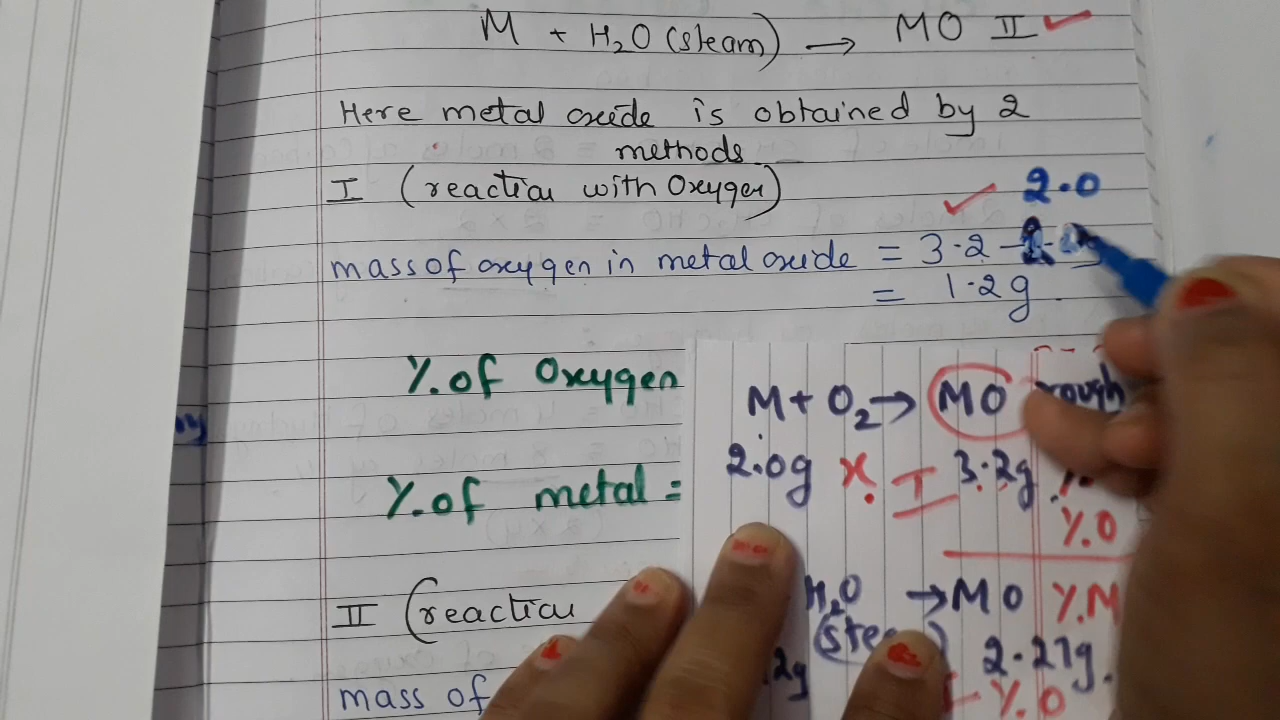 M + H₂O (steam) → MO II ✓
Here metal oxide is obtained by 2
methods
I (reaction with Oxygen)
✓ 2.0
mass of oxygen in metal oxide = 3.2 -
= 1.2 g
%.of Oxygen
%.of metal =
II (reaction
mass of
M + O₂ → MO rough
2.0g x. I 3.2g
%.O
H₂O → MO %.M
2.27g.
%.O